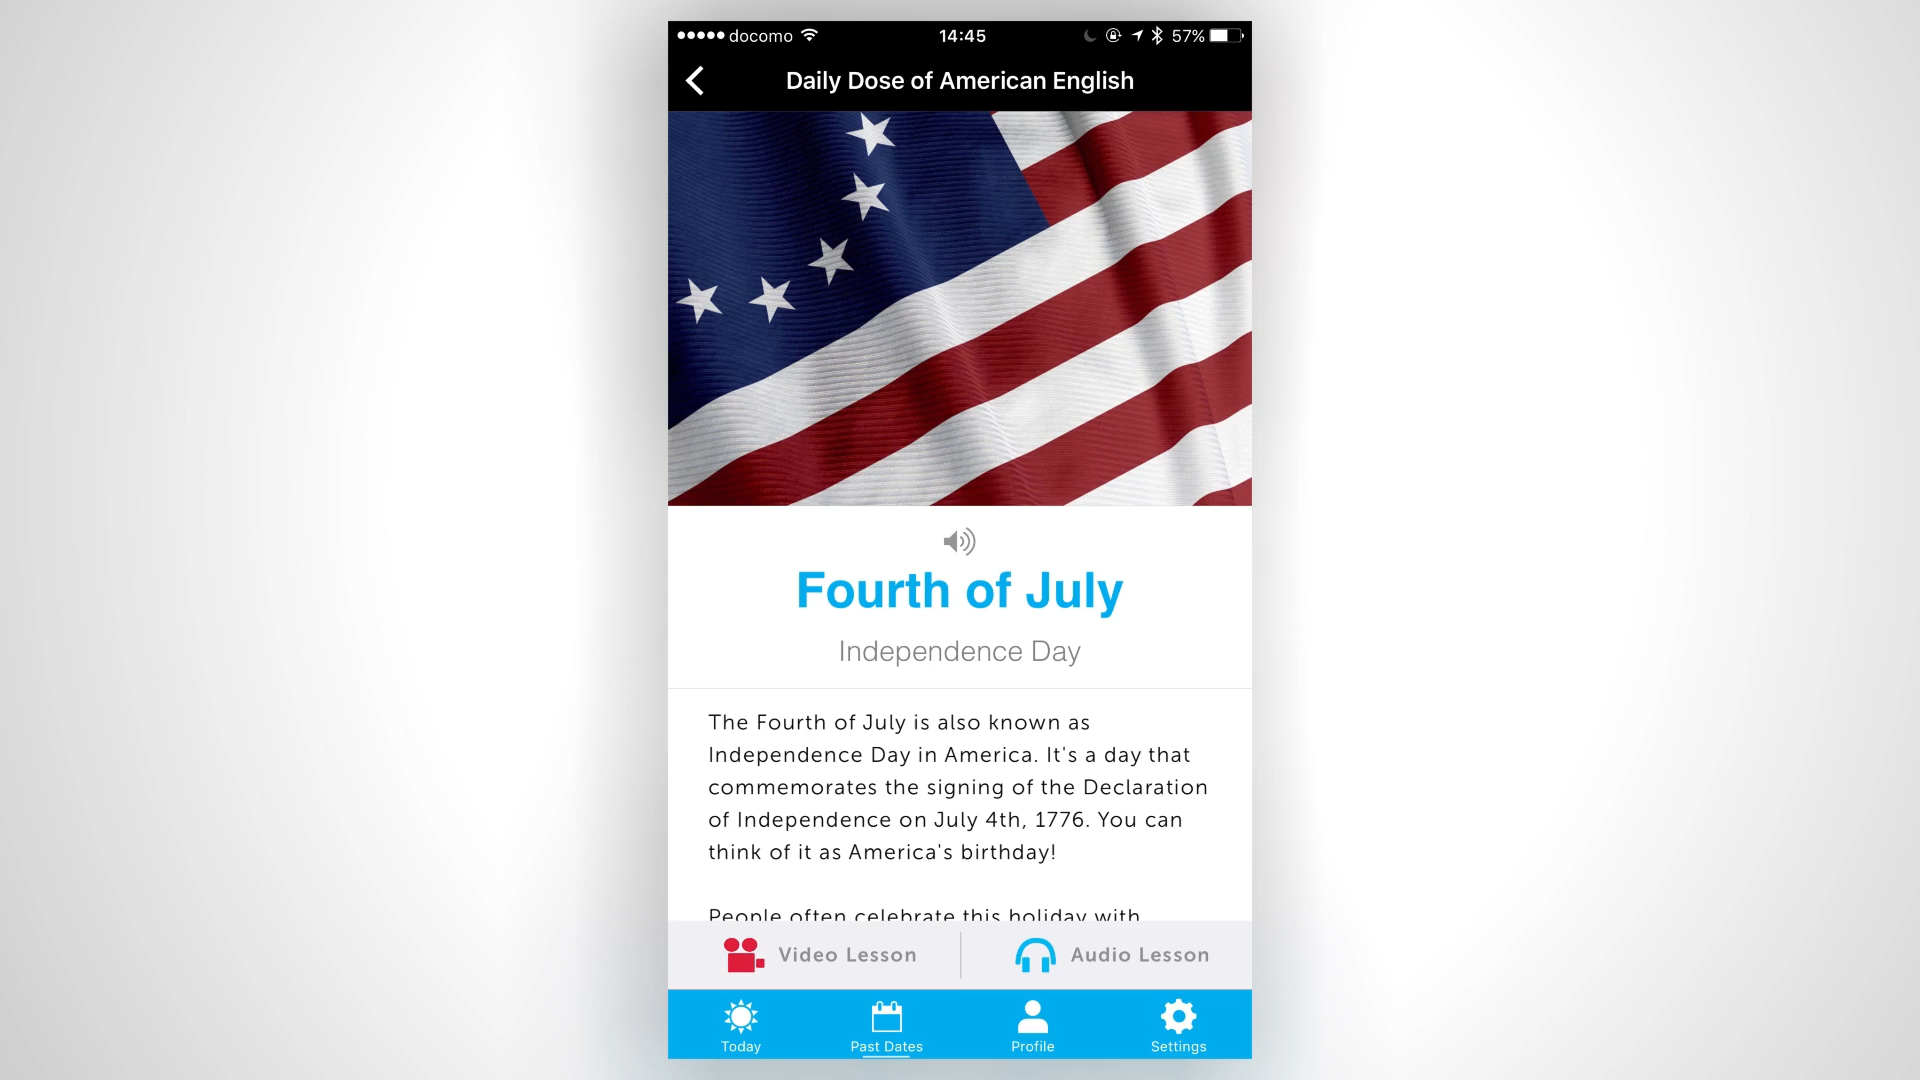 docomo 14:45 57%
Daily Dose of American English
Fourth of July
Independence Day
The Fourth of July is also known as
Independence Day in America. It's a day that
commemorates the signing of the Declaration
of Independence on July 4th, 1776. You can
think of it as America's birthday!
People often celebrate this holiday with
Video Lesson Audio Lesson
Today Past Dates Profile Settings